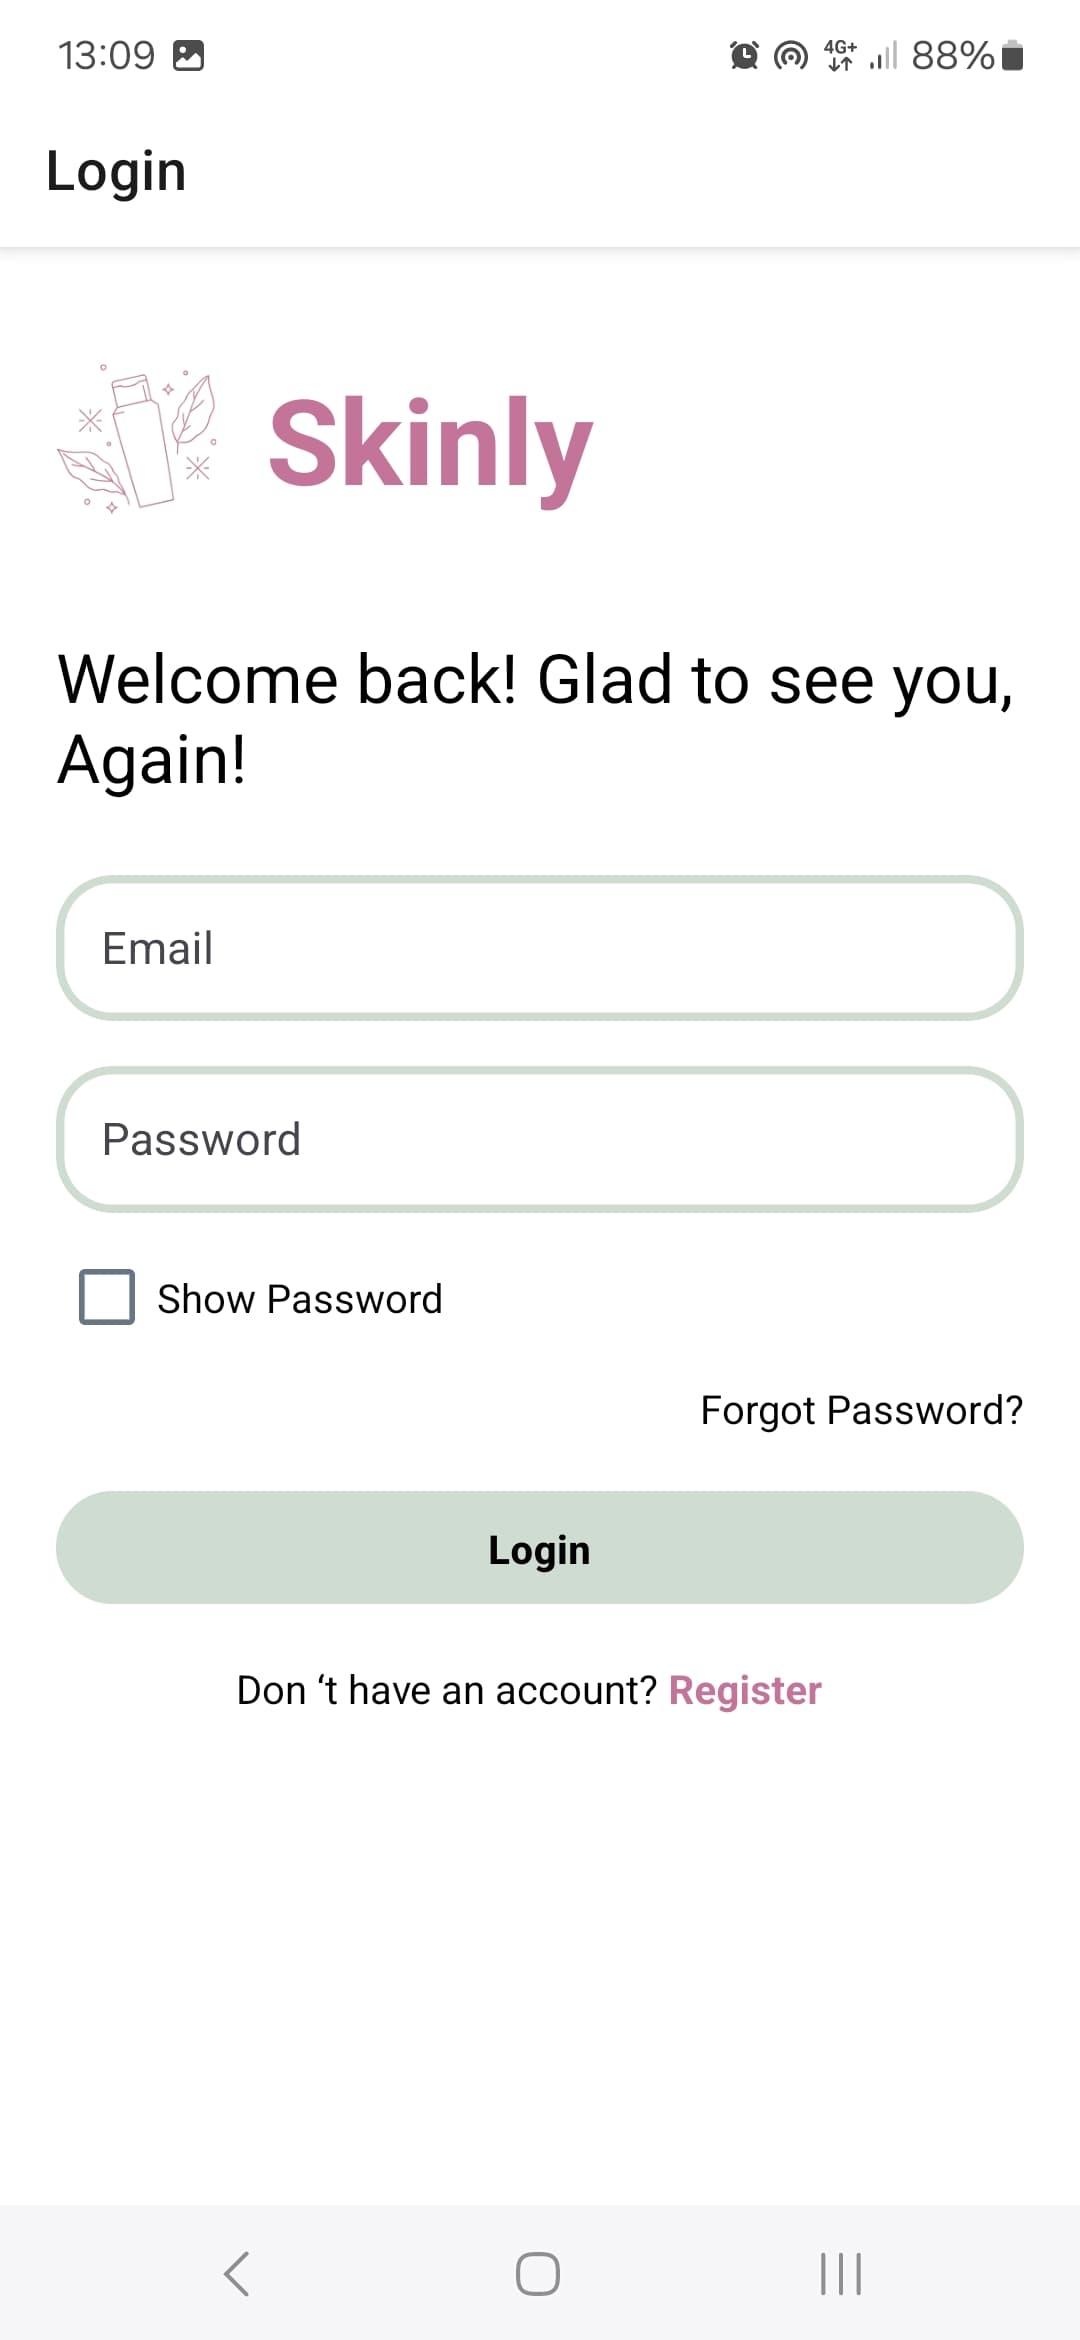 13:09 4G+ 88%
Login
Skinly
Welcome back! Glad to see you,
Again!
Email
Password
Show Password
Forgot Password?
Login
Don ‘t have an account? Register